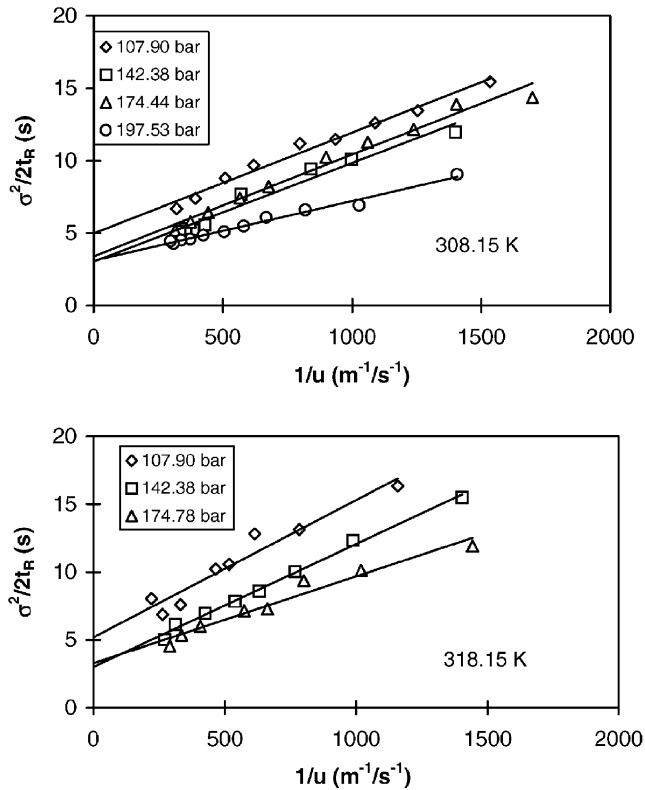 20
15
10
5
0
σ²/2t_R (s)
107.90 bar
142.38 bar
174.44 bar
197.53 bar
308.15 K
0 500 1000 1500 2000
1/u (m⁻¹/s⁻¹)
20
15
10
5
0
σ²/2t_R (s)
107.90 bar
142.38 bar
174.78 bar
318.15 K
0 500 1000 1500 2000
1/u (m⁻¹/s⁻¹)